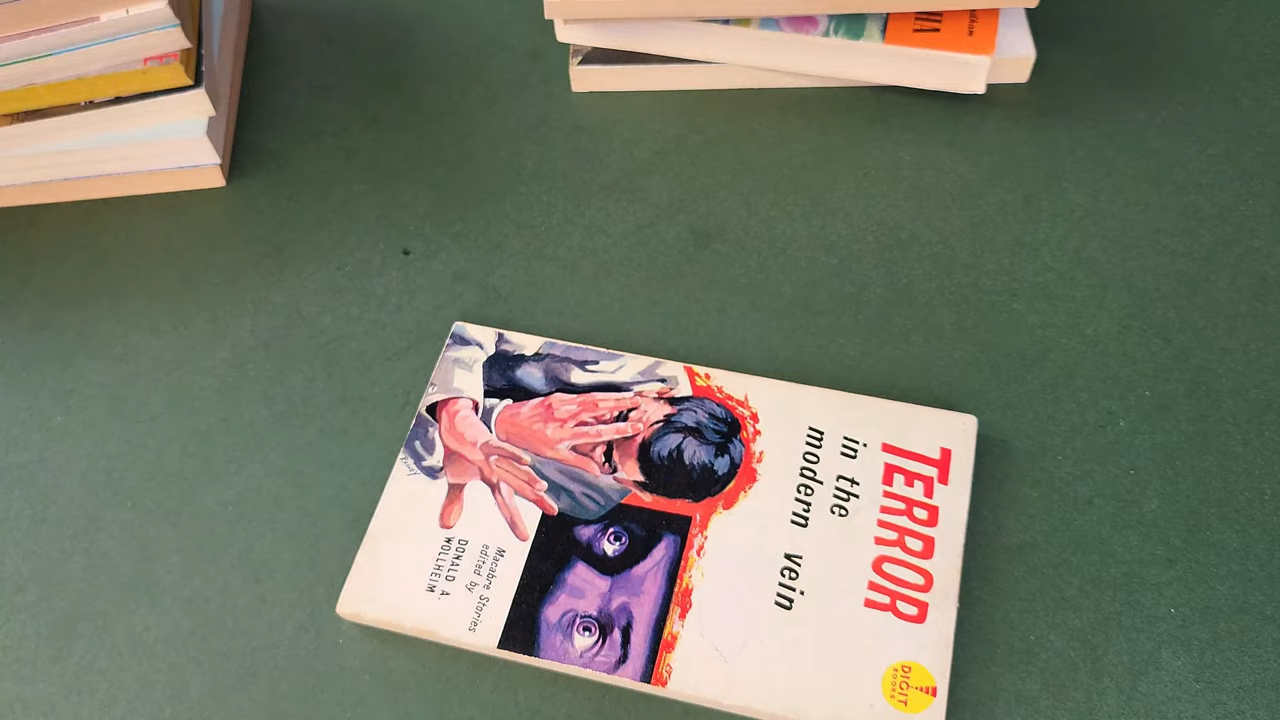 TERROR
in the
modern vein
Macabre Stories
edited by
DONALD A.
WOLLHEIM
DIGIT
BOOKS